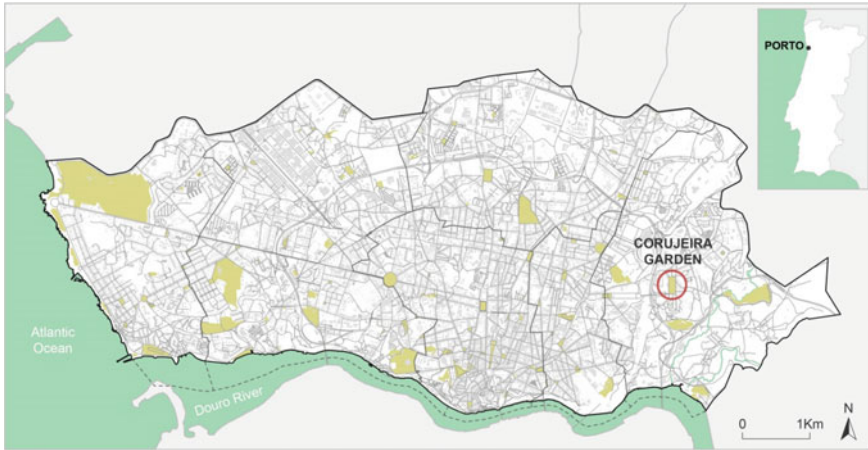 PORTO
CORUJEIRA
GARDEN
Atlantic
Ocean
Douro River
N
0 1Km